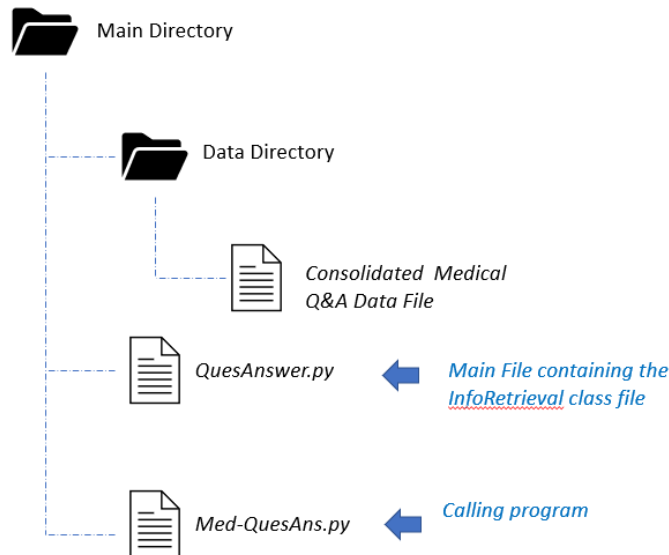 Main Directory
Data Directory
Consolidated Medical
Q&A Data File
QuesAnswer.py
Main File containing the
InfoRetrieval class file
Med-QuesAns.py
Calling program